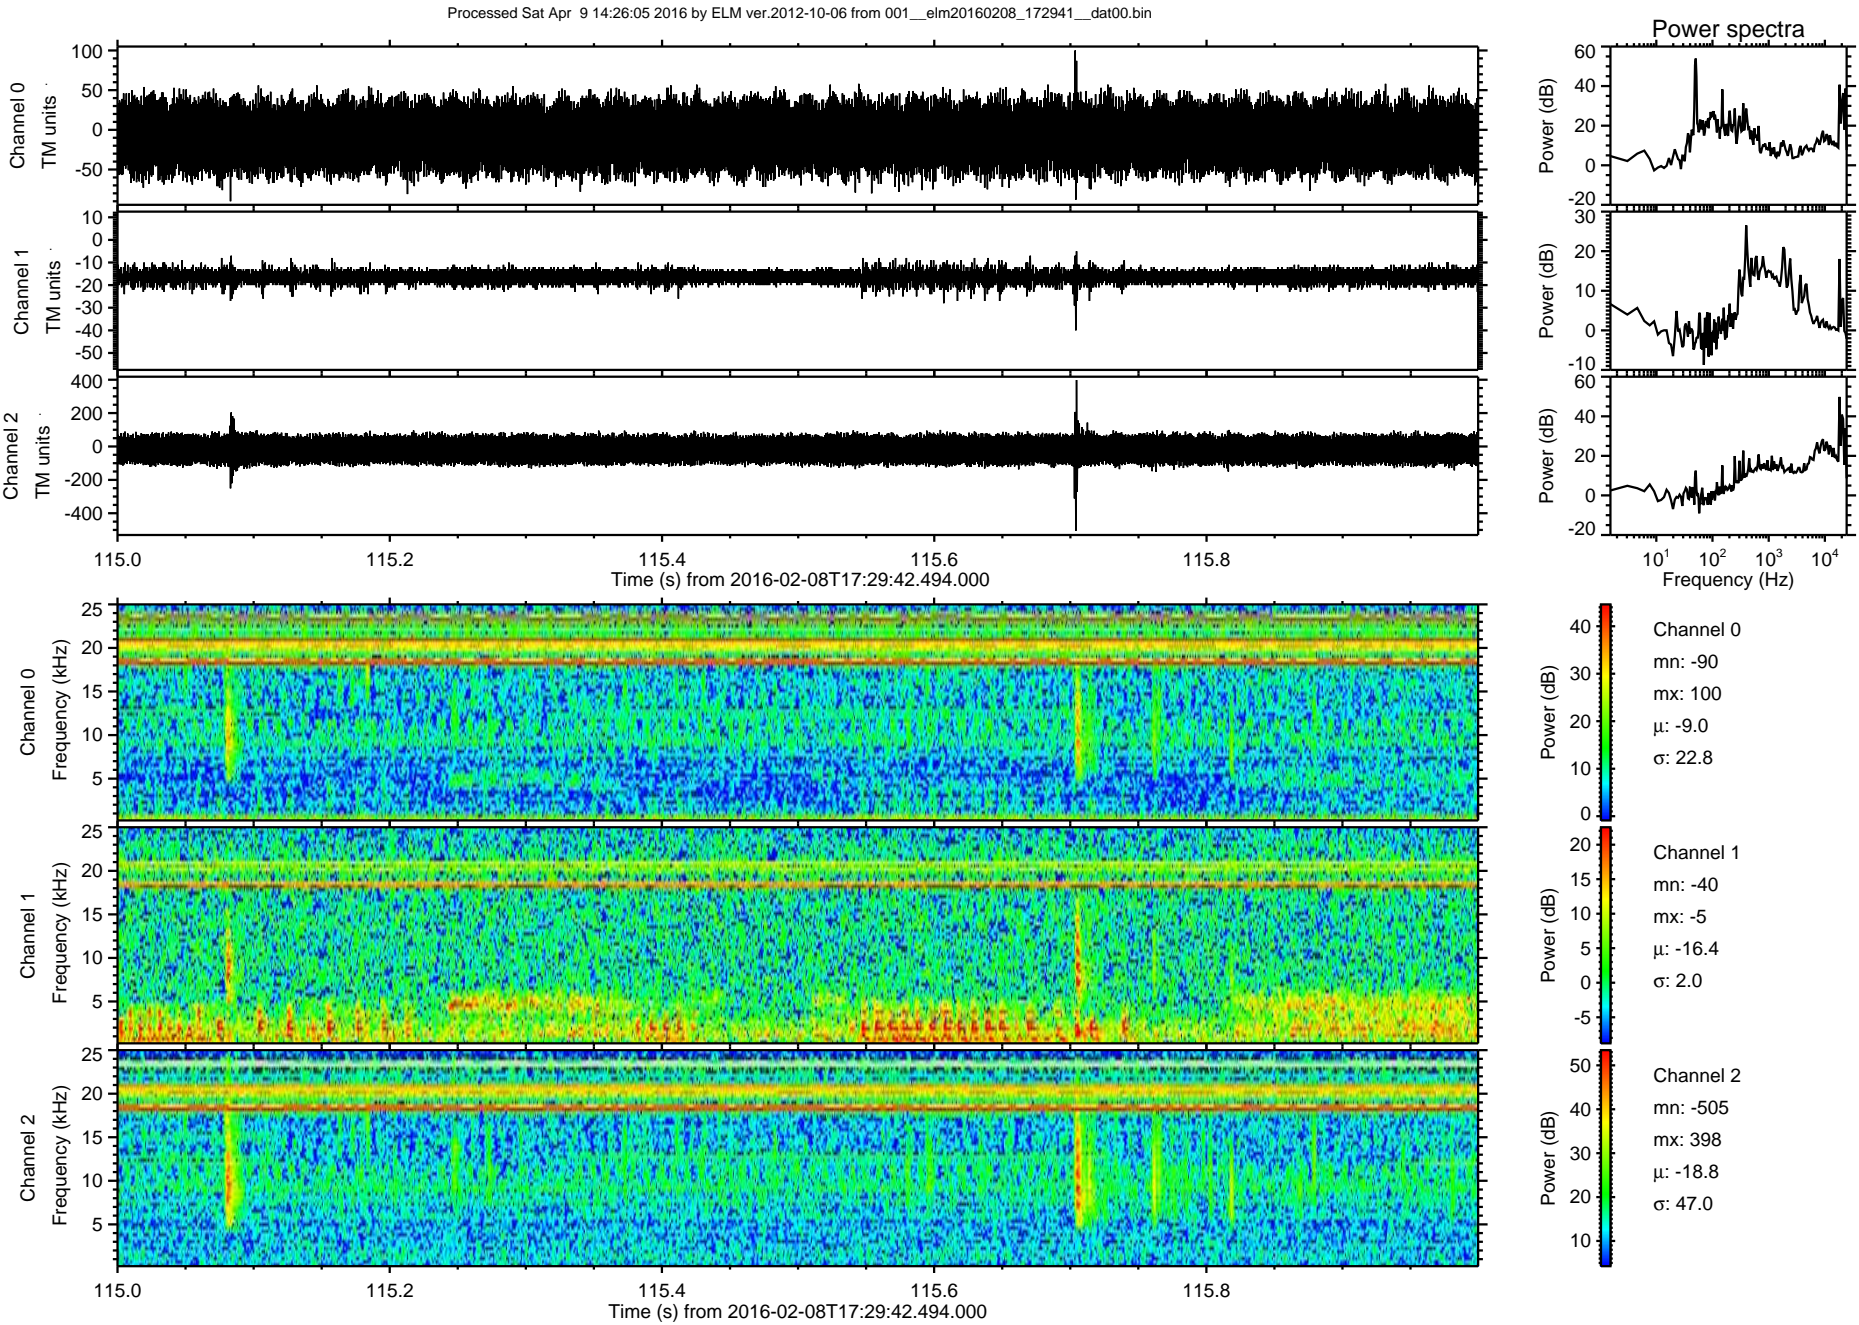 Processed Sat Apr  9 14:26:05 2016 by ELM ver.2012-10-06 from 001__elm20160208_172941__dat00.bin
Power spectra
Channel 0
TM units
100
50
0
-50
Power (dB)
60
40
20
0
-20
Channel 1
TM units
10
0
-10
-20
-30
-40
-50
Power (dB)
30
20
10
0
-10
Channel 2
TM units
400
200
0
-200
-400
Power (dB)
60
40
20
0
-20
115.0 115.2 115.4 115.6 115.8
Time (s) from 2016-02-08T17:29:42.494.000
10¹ 10² 10³ 10⁴
Frequency (Hz)
Channel 0
Frequency (kHz)
25
20
15
10
5
Power (dB)
40
30
20
10
0
Channel 0
mn: -90
mx: 100
μ: -9.0
σ: 22.8
Channel 1
Frequency (kHz)
25
20
15
10
5
Power (dB)
20
15
10
5
0
-5
Channel 1
mn: -40
mx: -5
μ: -16.4
σ: 2.0
Channel 2
Frequency (kHz)
25
20
15
10
5
Power (dB)
50
40
30
20
10
Channel 2
mn: -505
mx: 398
μ: -18.8
σ: 47.0
115.0 115.2 115.4 115.6 115.8
Time (s) from 2016-02-08T17:29:42.494.000